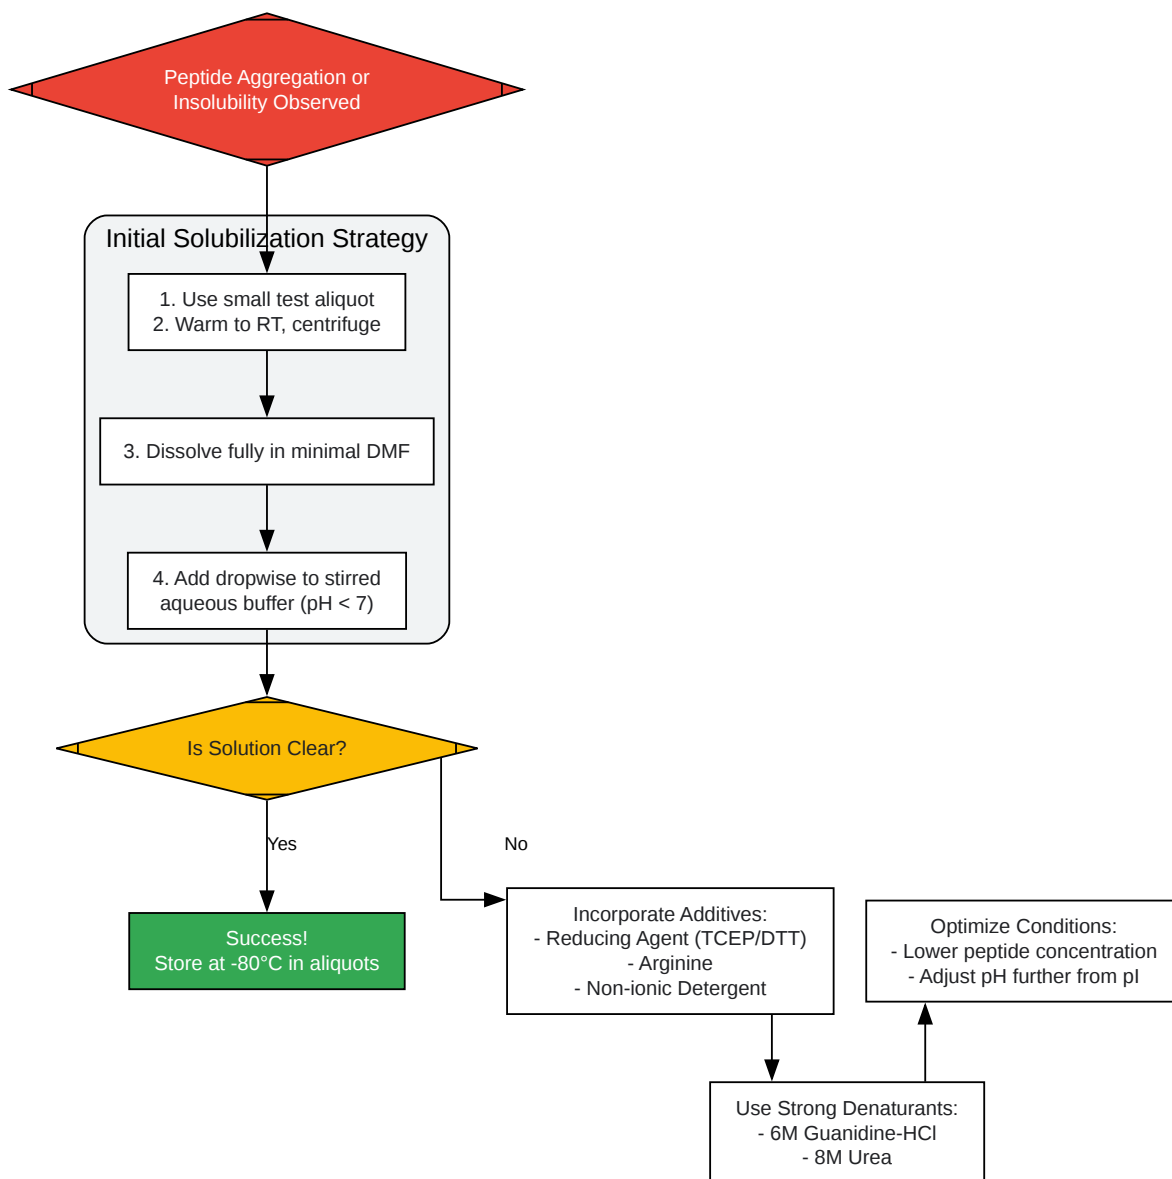 Peptide Aggregation or
Insolubility Observed
Initial Solubilization Strategy
1. Use small test aliquot
2. Warm to RT, centrifuge
3. Dissolve fully in minimal DMF
4. Add dropwise to stirred
aqueous buffer (pH < 7)
Is Solution Clear?
Yes
No
Success!
Store at -80°C in aliquots
Incorporate Additives:
- Reducing Agent (TCEP/DTT)
- Arginine
- Non-ionic Detergent
Optimize Conditions:
- Lower peptide concentration
- Adjust pH further from pI
Use Strong Denaturants:
- 6M Guanidine-HCl
- 8M Urea